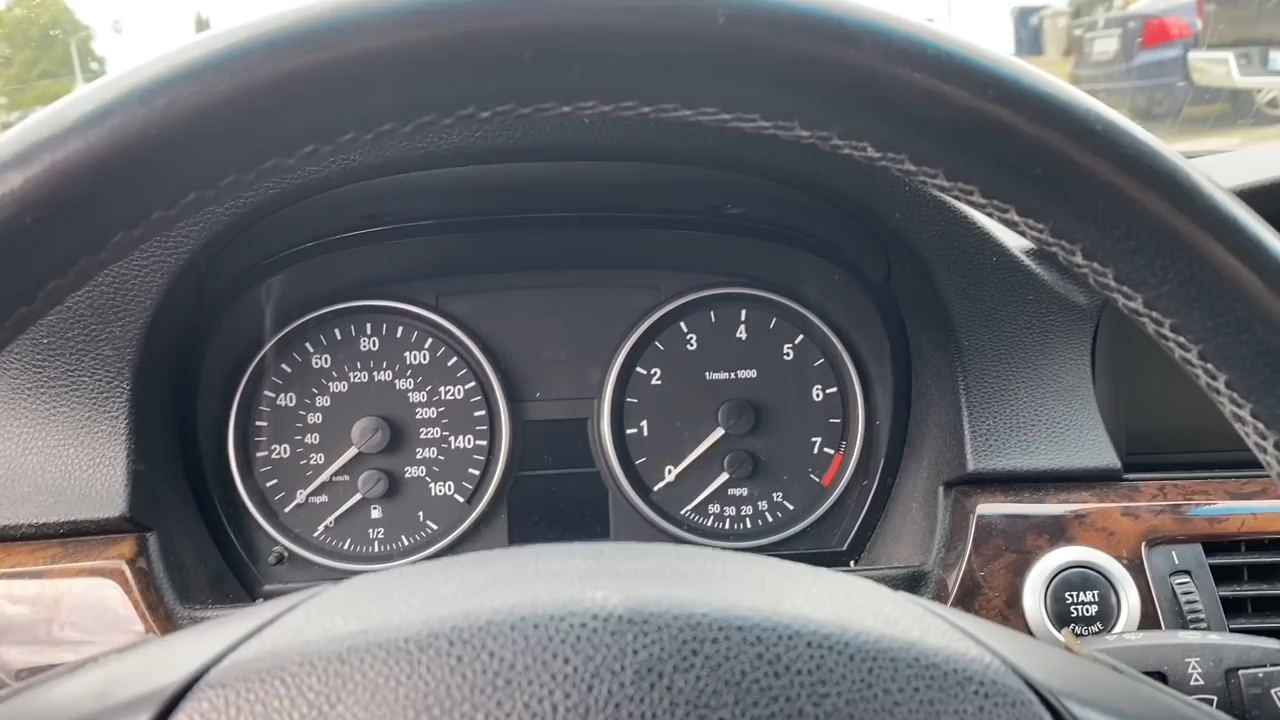 0 20 40 60 80 100 120 140 160
20 40 60 80 100 120 140 160 180 200 220 240 260
km/h
mph
0 1/2 1
0 1 2 3 4 5 6 7
1/min x 1000
mpg
50 30 20 15 12
START
STOP
ENGINE